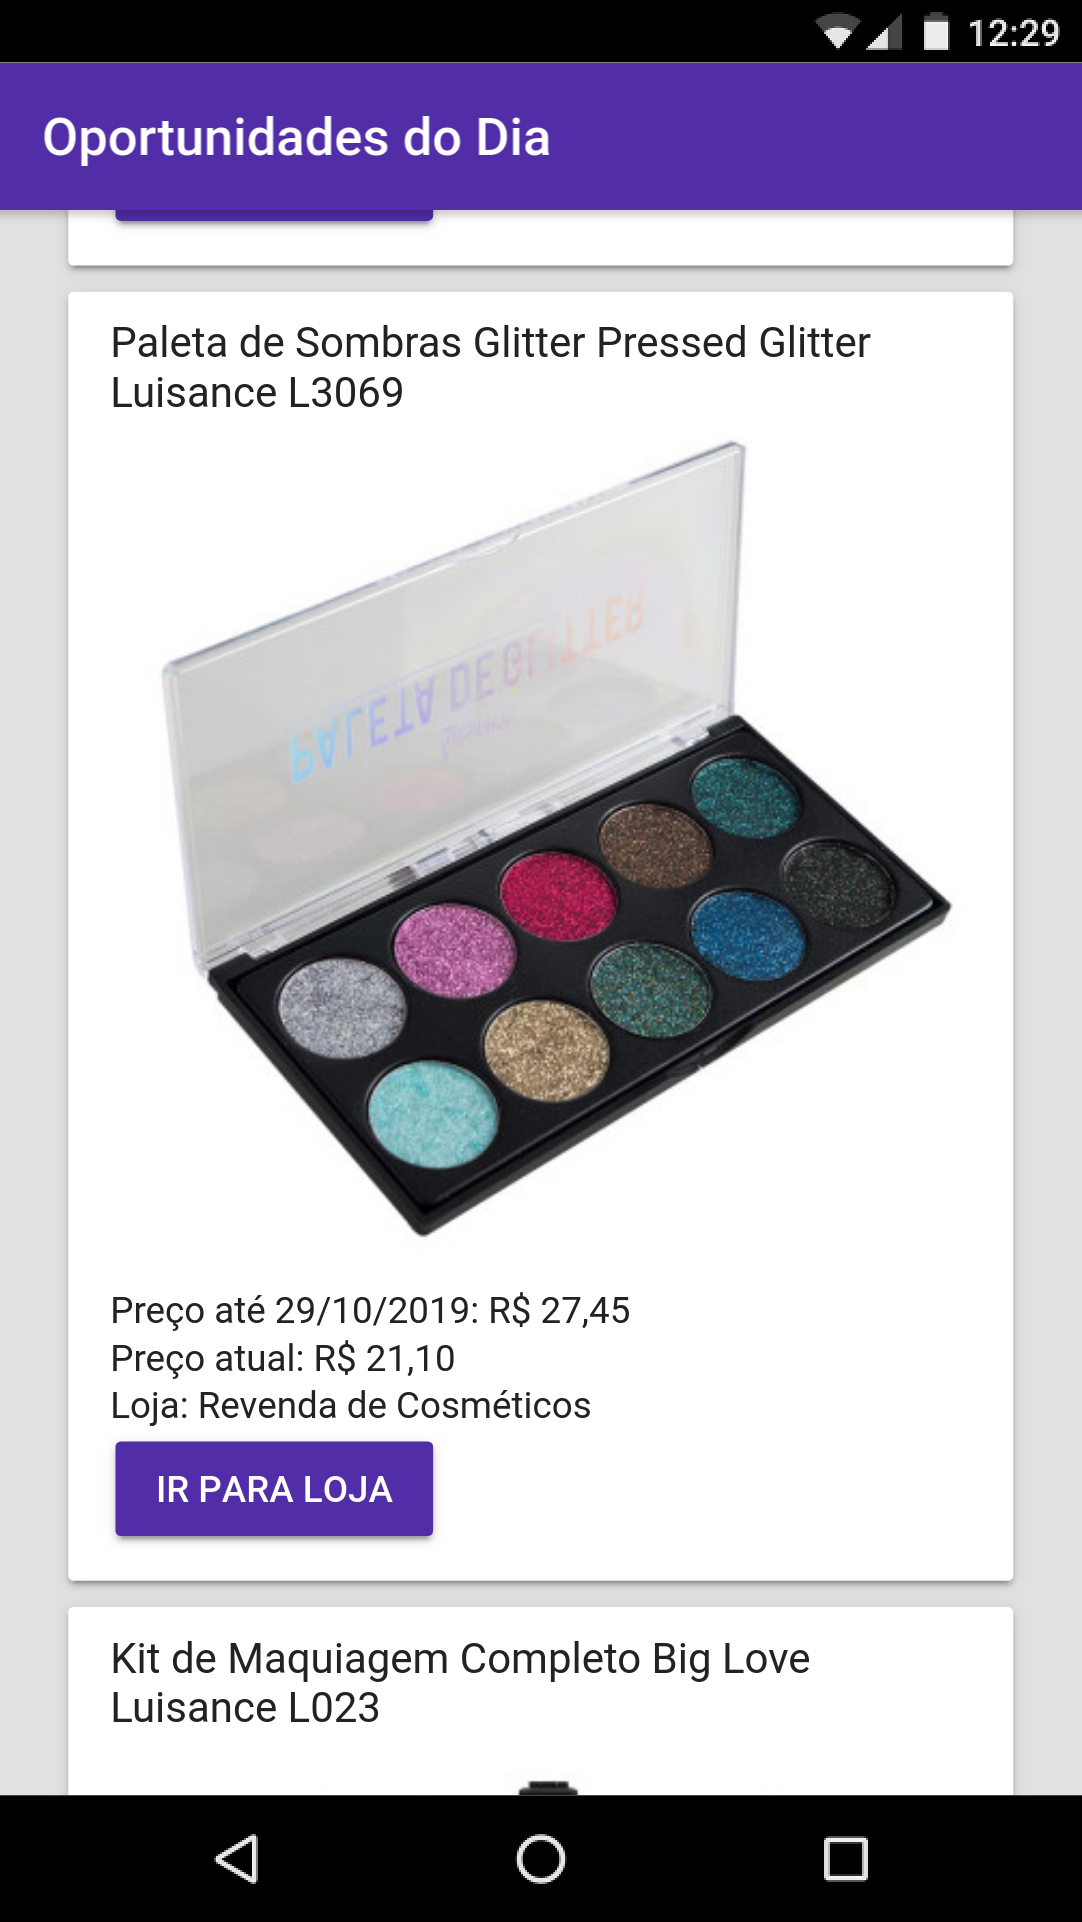 12:29
Oportunidades do Dia
Paleta de Sombras Glitter Pressed Glitter
Luisance L3069
PALETA DE GLITTER
Preço até 29/10/2019: R$ 27,45
Preço atual: R$ 21,10
Loja: Revenda de Cosméticos
IR PARA LOJA
Kit de Maquiagem Completo Big Love
Luisance L023